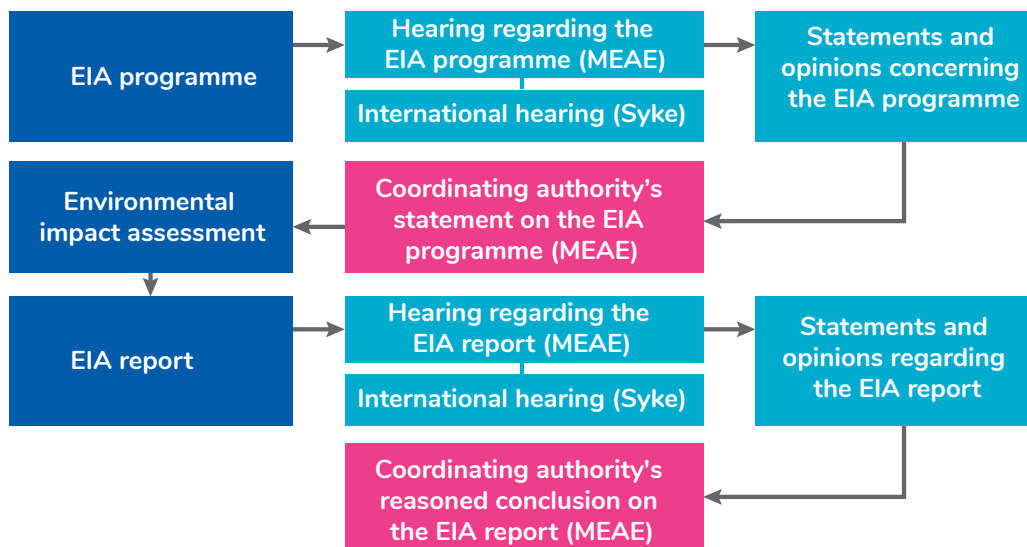 EIA programme
Hearing regarding the
EIA programme (MEAE)
International hearing (Syke)
Statements and
opinions concerning
the EIA programme
Coordinating authority’s
statement on the EIA
programme (MEAE)
Environmental
impact assessment
EIA report
Hearing regarding the
EIA report (MEAE)
International hearing (Syke)
Statements and
opinions regarding
the EIA report
Coordinating authority's
reasoned conclusion on
the EIA report (MEAE)